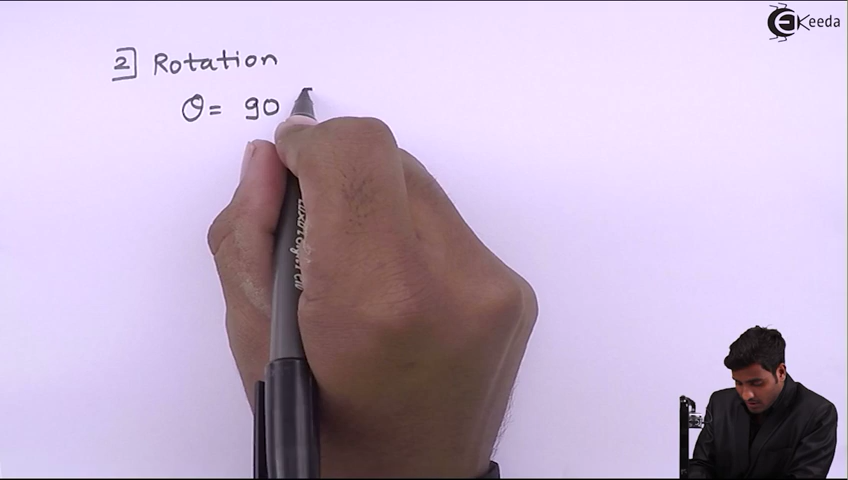 EKeeda
2 Rotation
θ = 90